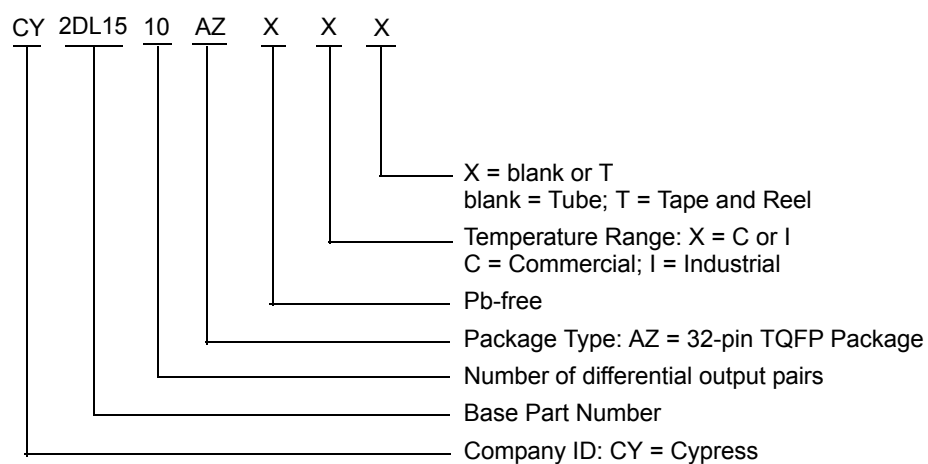 CY 2DL15 10 AZ X X X
X = blank or T
blank = Tube; T = Tape and Reel
Temperature Range: X = C or I
C = Commercial; I = Industrial
Pb-free
Package Type: AZ = 32-pin TQFP Package
Number of differential output pairs
Base Part Number
Company ID: CY = Cypress